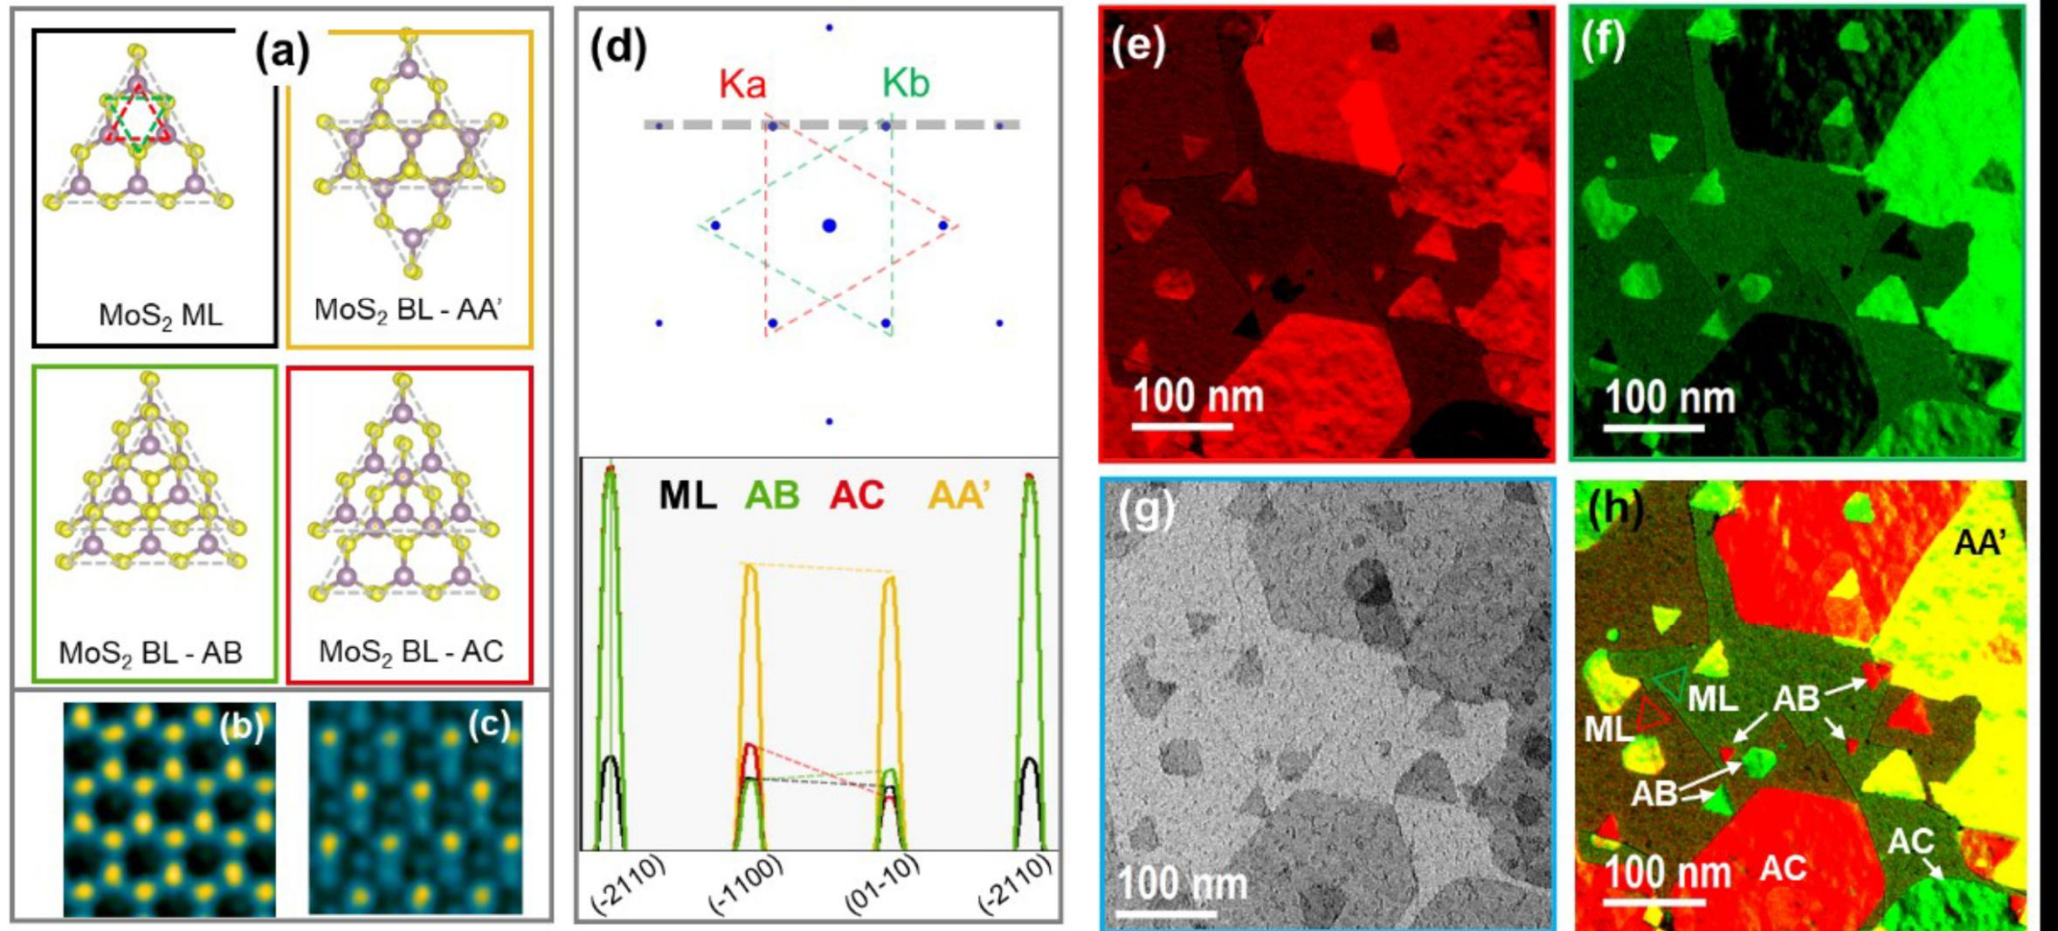 (a)
MoS₂ ML
MoS₂ BL - AA’
MoS₂ BL - AB
MoS₂ BL - AC
(b)
(c)
(d)
Ka
Kb
ML AB AC AA’
(-2110)
(-1100)
(01-10)
(-2110)
(e)
100 nm
(f)
100 nm
(g)
100 nm
(h)
AA’
ML
AB
ML
AB
AC
AC
100 nm